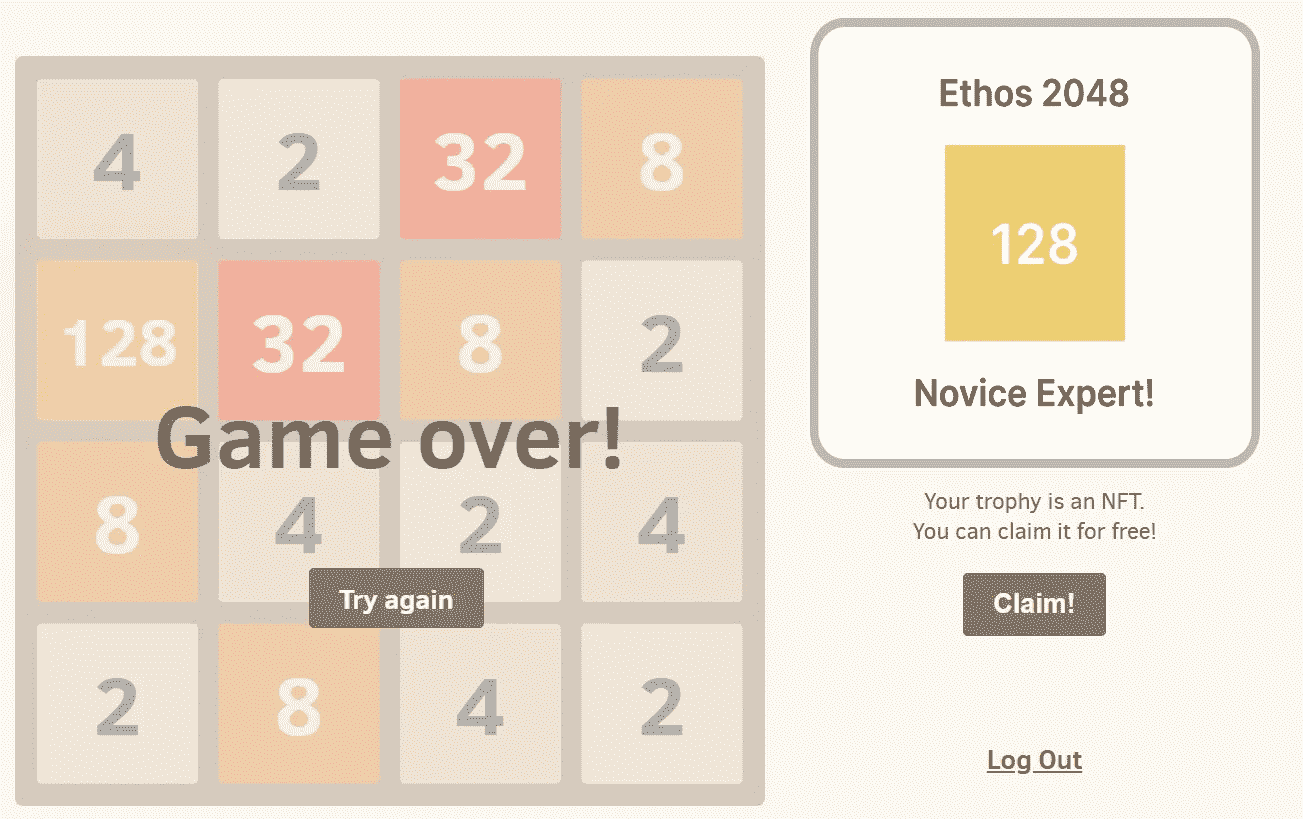 4 2 32 8
128 32 8 2
Game over!
8 4 2 4
Try again
2 8 4 2
Ethos 2048
128
Novice Expert!
Your trophy is an NFT.
You can claim it for free!
Claim!
Log Out